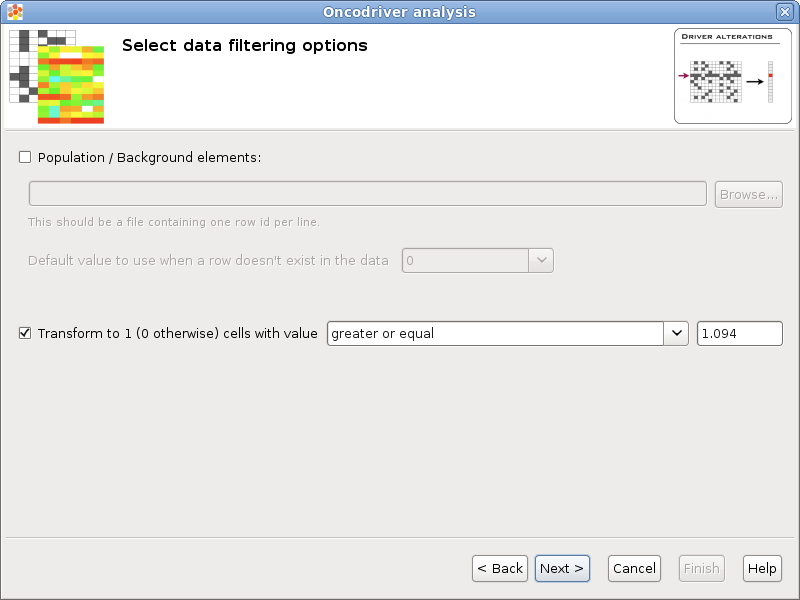 Oncodriver analysis
Select data filtering options
DRIVER ALTERATIONS
Population / Background elements:
Browse...
This should be a file containing one row id per line.
Default value to use when a row doesn't exist in the data 0
Transform to 1 (0 otherwise) cells with value greater or equal 1.094
< Back Next > Cancel Finish Help